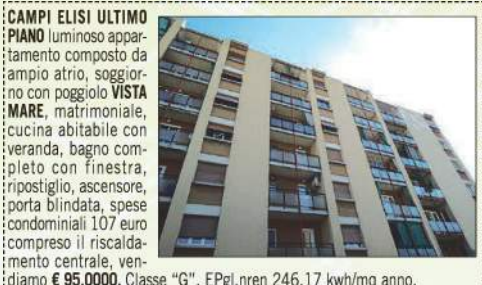 CAMPI ELISI ULTIMO
PIANO luminoso appar-
tamento composto da
ampio atrio, soggior-
no con poggiolo VISTA
MARE, matrimoniale,
cucina abitabile con
veranda, bagno com-
pleto con finestra,
ripostiglio, ascensore,
porta blindata, spese
condominiali 107 euro
compreso il riscalda-
mento centrale, ven-
diamo € 95.0000. Classe "G", EPgl,nren 246,17 kwh/mq anno.